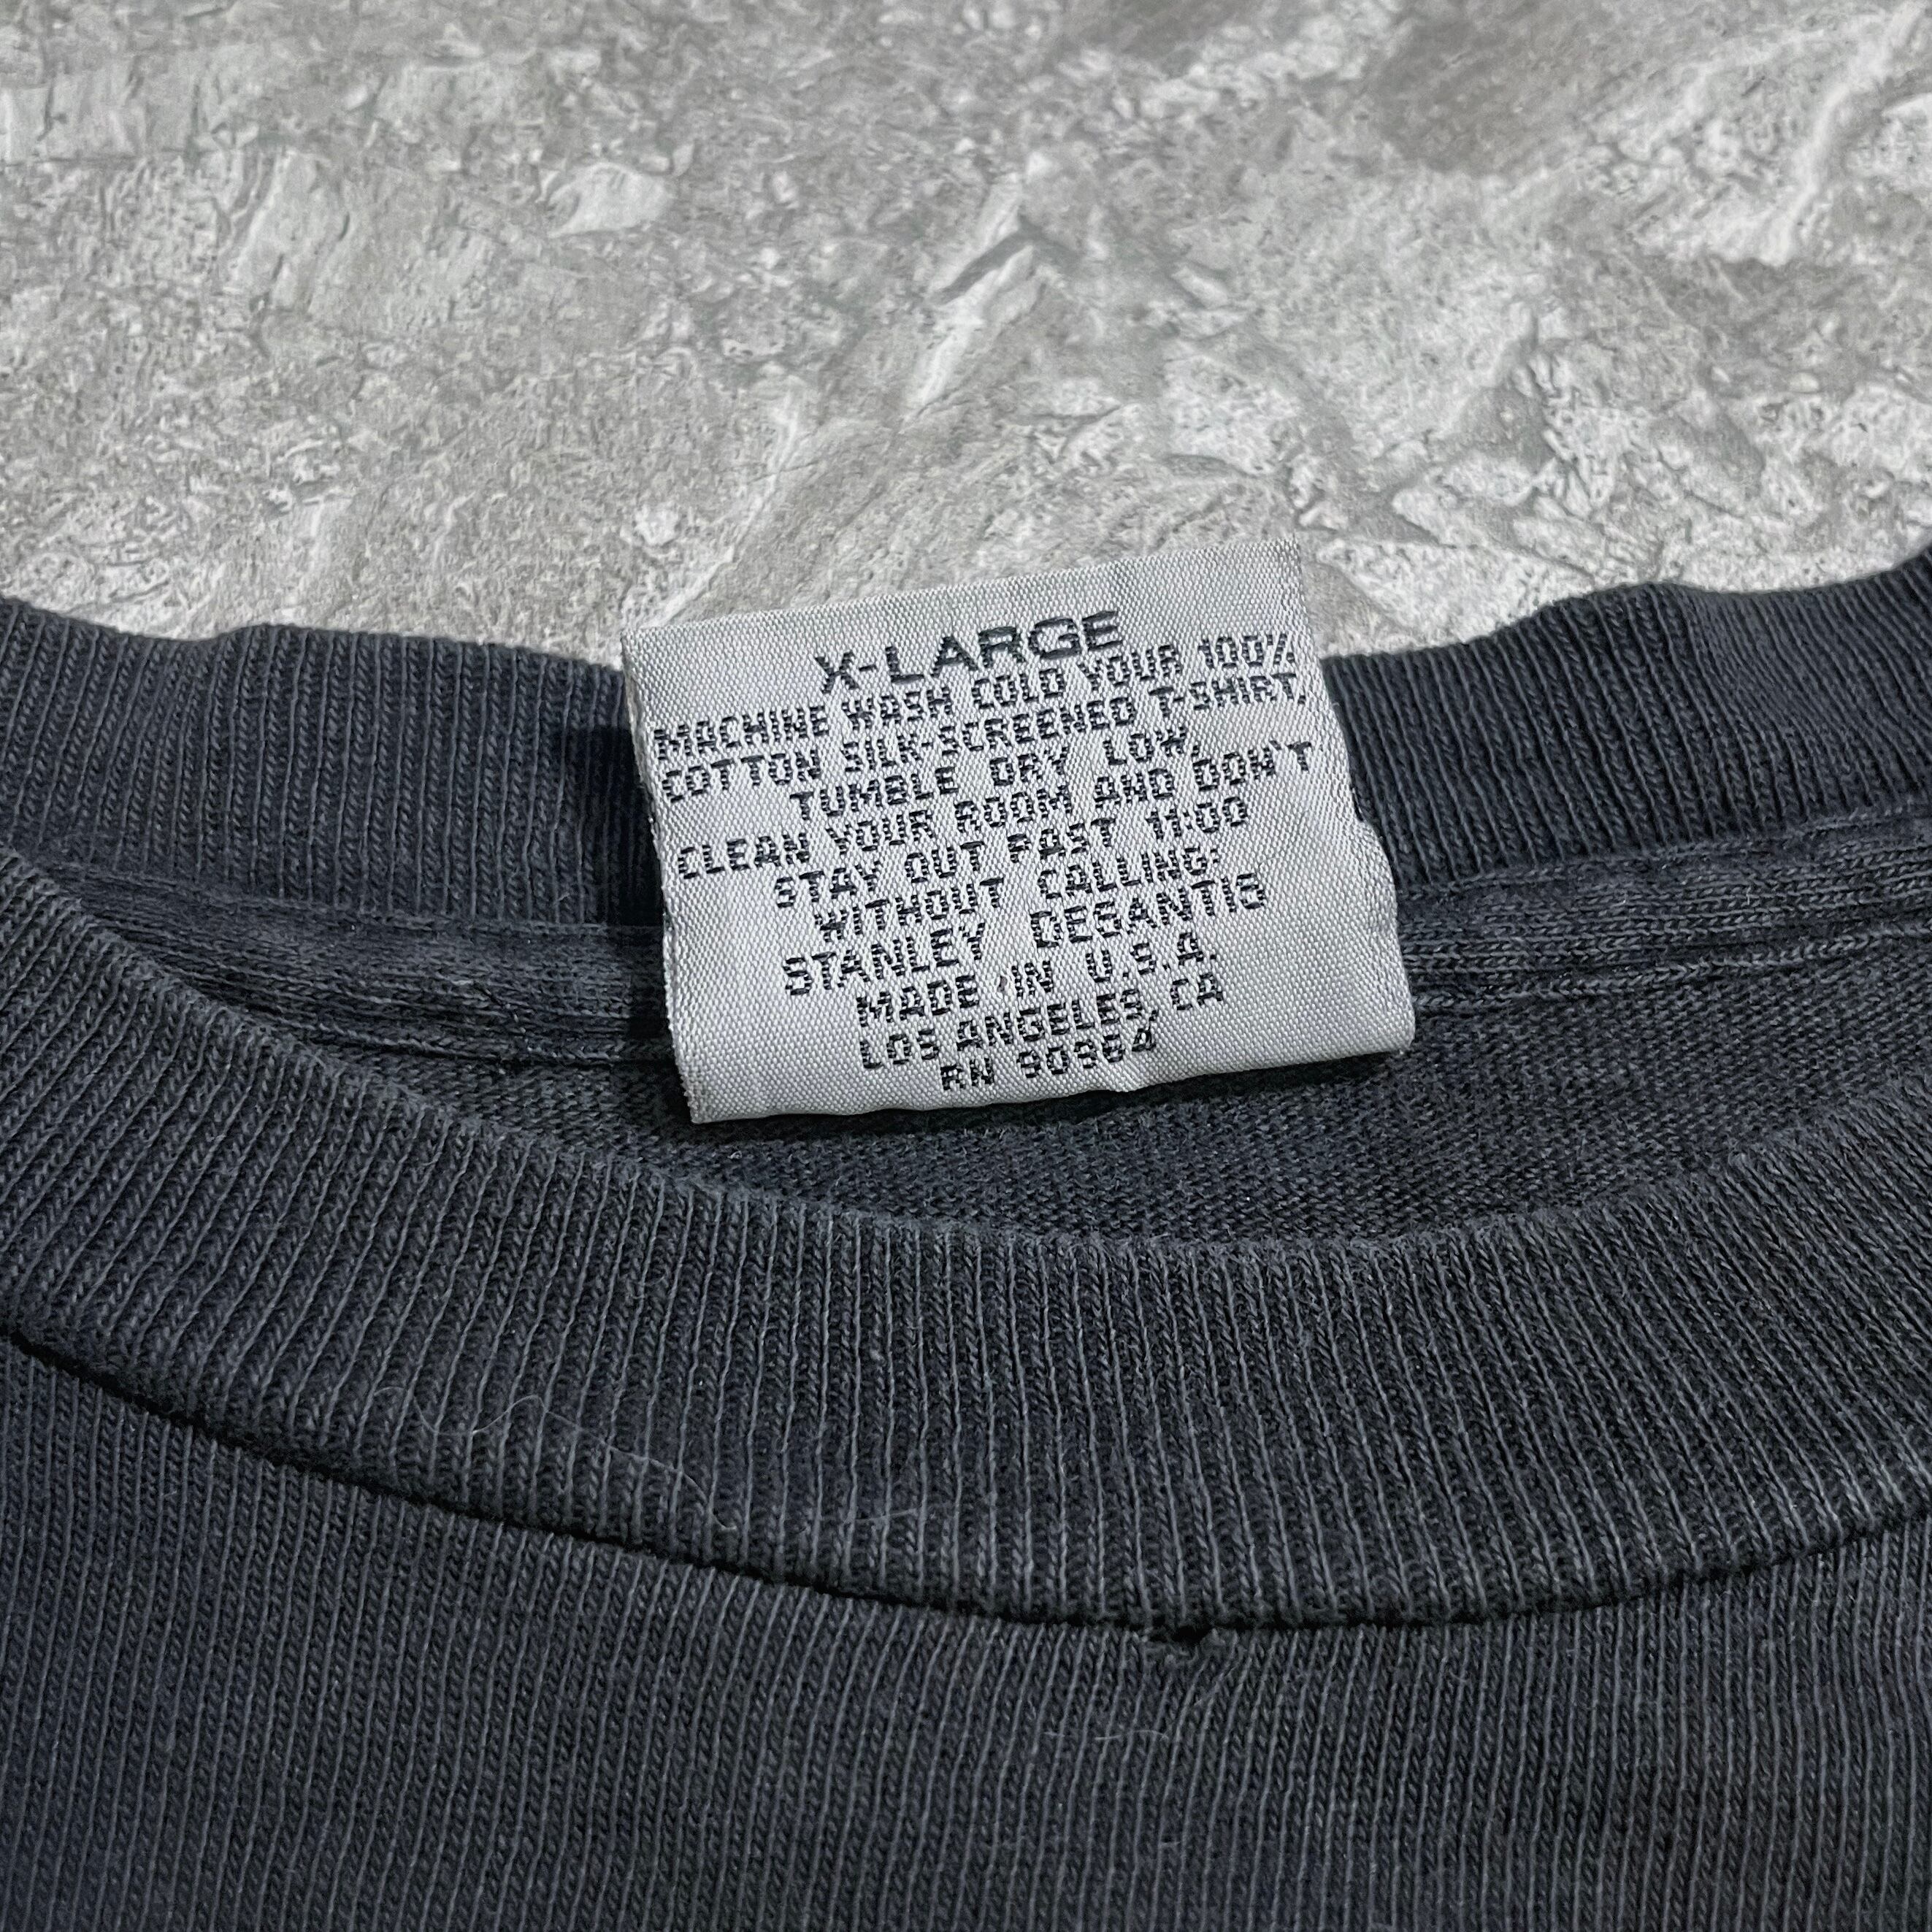 X-LARGE
MACHINE WASH COLD YOUR 100%
COTTON SILK-SCREENED T-SHIRT,
TUMBLE DRY LOW,
CLEAN YOUR ROOM AND DON'T
STAY OUT PAST 11:00
WITHOUT CALLING:
STANLEY DESANTIS
MADE IN U.S.A.
LOS ANGELES, CA
RN 90364